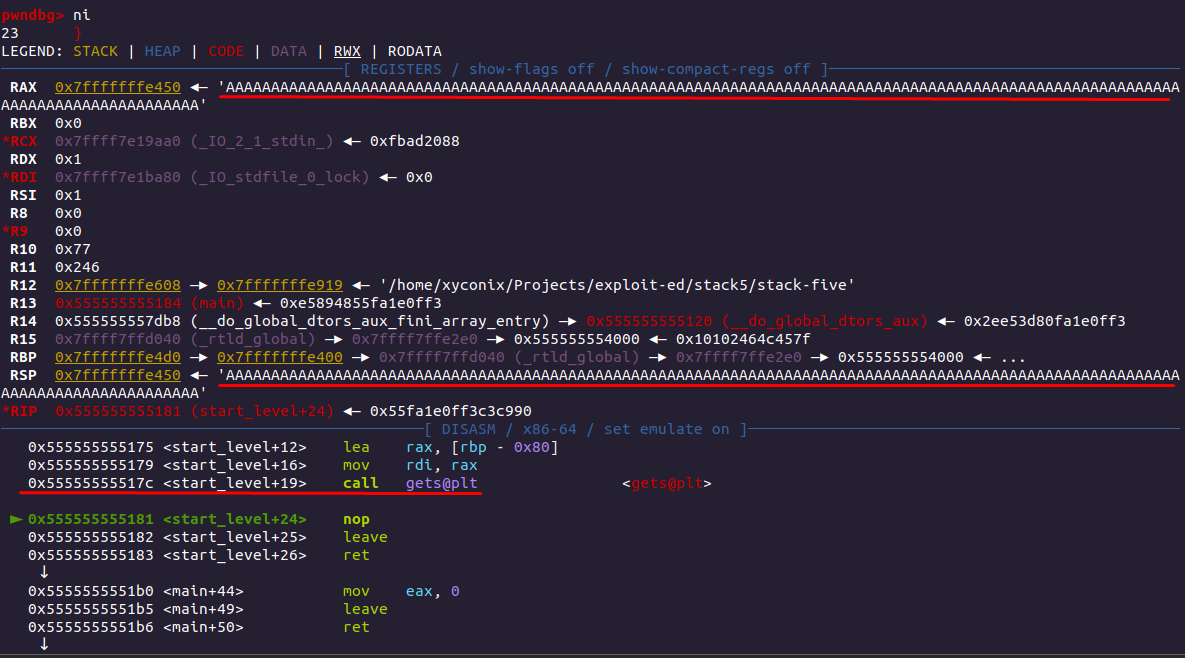 pwndbg> ni
23      }
LEGEND: STACK | HEAP | CODE | DATA | RWX | RODATA
[ REGISTERS / show-flags off / show-compact-regs off ]
RAX  0x7fffffffe450 ◂— 'AAAAAAAAAAAAAAAAAAAAAAAAAAAAAAAAAAAAAAAAAAAAAAAAAAAAAAAAAAAAAAAAAAAAAAAAAAAAAAAAAAAAAAAAAAAAAAAAAAAAAAAAAA
AAAAAAAAAAAAAAAAAAAAAA'
RBX  0x0
*RCX  0x7ffff7e19aa0 (_IO_2_1_stdin_) ◂— 0xfbad2088
RDX  0x1
*RDI  0x7ffff7e1ba80 (_IO_stdfile_0_lock) ◂— 0x0
RSI  0x1
R8   0x0
*R9   0x0
R10  0x77
R11  0x246
R12  0x7fffffffe608 —▸ 0x7fffffffe919 ◂— '/home/xyconix/Projects/exploit-ed/stack5/stack-five'
R13  0x555555555184 (main) ◂— 0xe5894855fa1e0ff3
R14  0x555555557db8 (__do_global_dtors_aux_fini_array_entry) —▸ 0x555555555120 (__do_global_dtors_aux) ◂— 0x2ee53d80fa1e0ff3
R15  0x7ffff7ffd040 (_rtld_global) —▸ 0x7ffff7ffe2e0 —▸ 0x555555554000 ◂— 0x10102464c457f
RBP  0x7fffffffe4d0 —▸ 0x7fffffffe400 —▸ 0x7ffff7ffd040 (_rtld_global) —▸ 0x7ffff7ffe2e0 —▸ 0x555555554000 ◂— ...
RSP  0x7fffffffe450 ◂— 'AAAAAAAAAAAAAAAAAAAAAAAAAAAAAAAAAAAAAAAAAAAAAAAAAAAAAAAAAAAAAAAAAAAAAAAAAAAAAAAAAAAAAAAAAAAAAAAAAAAAAAAAAA
AAAAAAAAAAAAAAAAAAAAAA'
*RIP  0x555555555181 (start_level+24) ◂— 0x55fa1e0ff3c3c990
[ DISASM / x86-64 / set emulate on ]
0x555555555175 <start_level+12>    lea    rax, [rbp - 0x80]
0x555555555179 <start_level+16>    mov    rdi, rax
0x55555555517c <start_level+19>    call   gets@plt                <gets@plt>
► 0x555555555181 <start_level+24>    nop
0x555555555182 <start_level+25>    leave
0x555555555183 <start_level+26>    ret
↓
0x5555555551b0 <main+44>           mov    eax, 0
0x5555555551b5 <main+49>           leave
0x5555555551b6 <main+50>           ret
↓